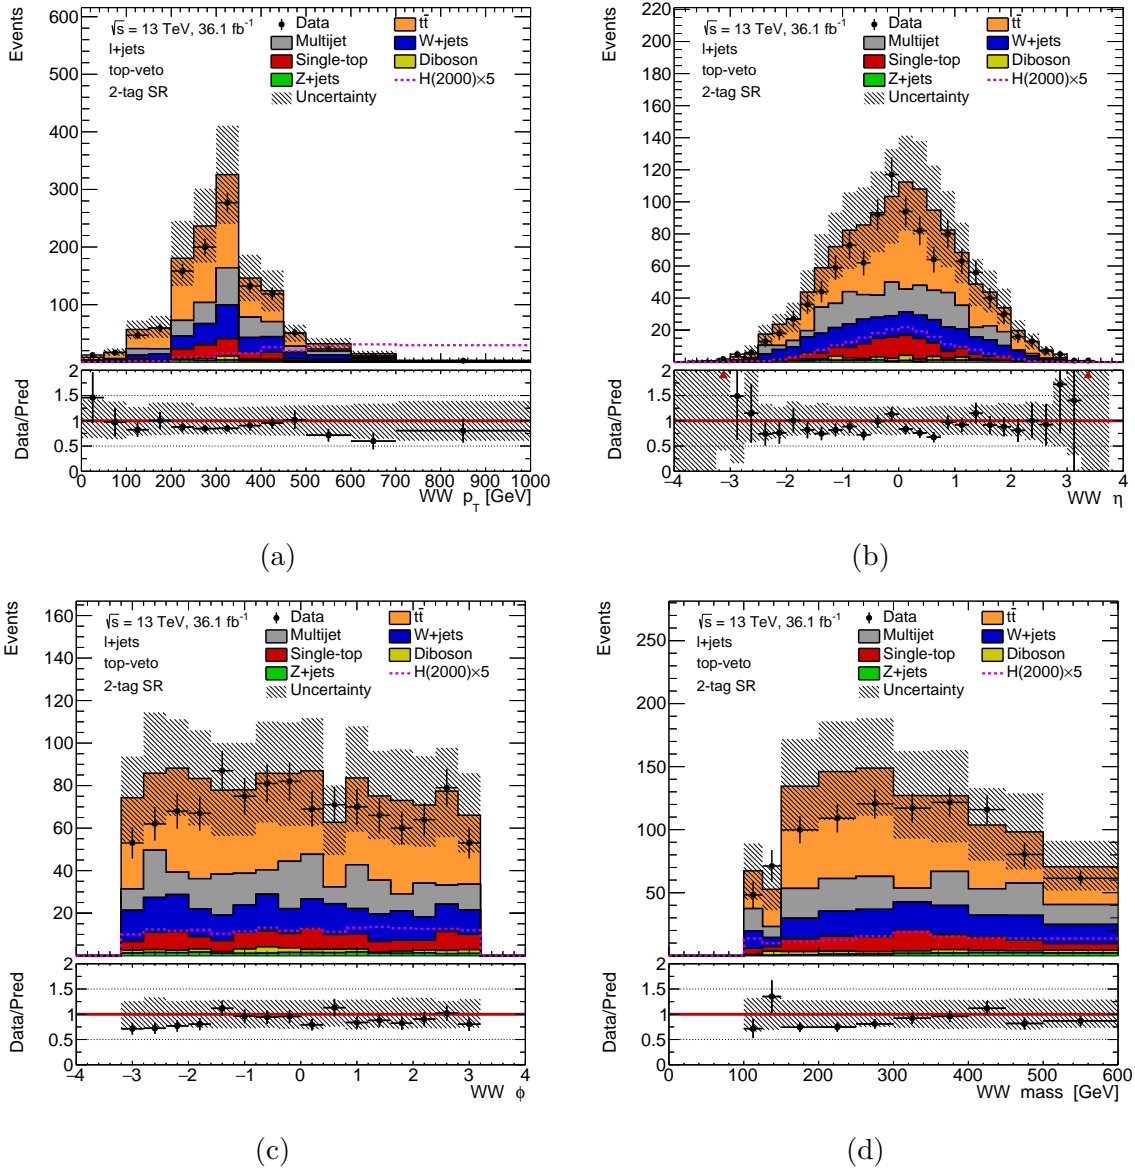 Events
600
500
400
300
200
100
√s = 13 TeV, 36.1 fb⁻¹
l+jets
top-veto
2-tag SR
Data
tt̄
Multijet
W+jets
Single-top
Diboson
Z+jets
H(2000)×5
Uncertainty
Data/Pred
2
1.5
1
0.5
0
0 100 200 300 400 500 600 700 800 900 1000
WW p_T [GeV]
(a)
Events
220
200
180
160
140
120
100
80
60
40
20
√s = 13 TeV, 36.1 fb⁻¹
l+jets
top-veto
2-tag SR
Data
tt̄
Multijet
W+jets
Single-top
Diboson
Z+jets
H(2000)×5
Uncertainty
Data/Pred
2
1.5
1
0.5
0
−4 −3 −2 −1 0 1 2 3 4
WW η
(b)
Events
160
140
120
100
80
60
40
20
√s = 13 TeV, 36.1 fb⁻¹
l+jets
top-veto
2-tag SR
Data
tt̄
Multijet
W+jets
Single-top
Diboson
Z+jets
H(2000)×5
Uncertainty
Data/Pred
2
1.5
1
0.5
0
−4 −3 −2 −1 0 1 2 3 4
WW ϕ
(c)
Events
250
200
150
100
50
√s = 13 TeV, 36.1 fb⁻¹
l+jets
top-veto
2-tag SR
Data
tt̄
Multijet
W+jets
Single-top
Diboson
Z+jets
H(2000)×5
Uncertainty
Data/Pred
2
1.5
1
0.5
0
0 100 200 300 400 500 600
WW mass [GeV]
(d)